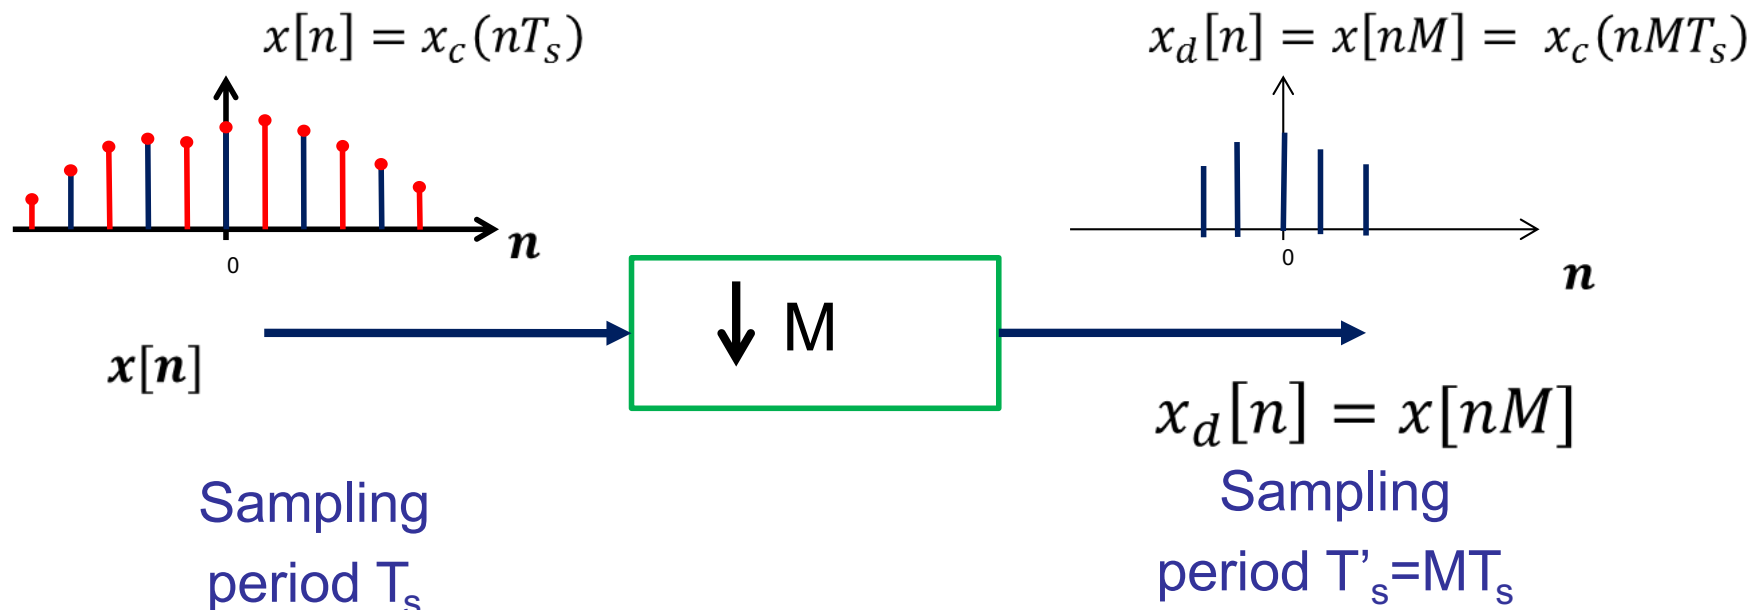 x[n] = x_c(nT_s)
x_d[n] = x[nM] = x_c(nMT_s)
n
0
0
n
M
x[n]
x_d[n] = x[nM]
Sampling
period T_s
Sampling
period T’_s=MT_s